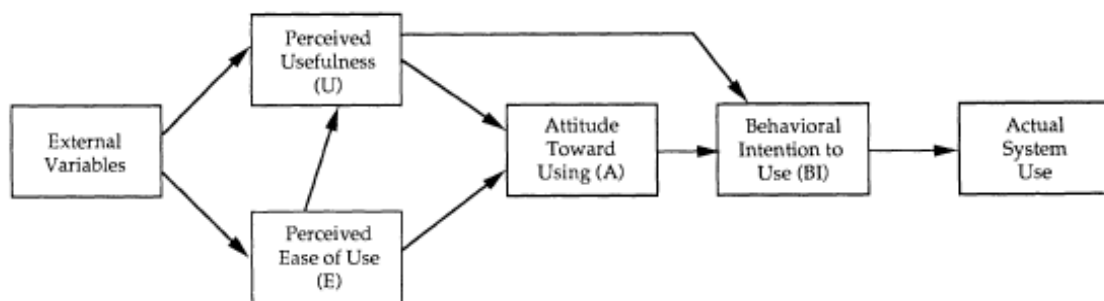 External
Variables
Perceived
Usefulness
(U)
Perceived
Ease of Use
(E)
Attitude
Toward
Using (A)
Behavioral
Intention to
Use (BI)
Actual
System
Use